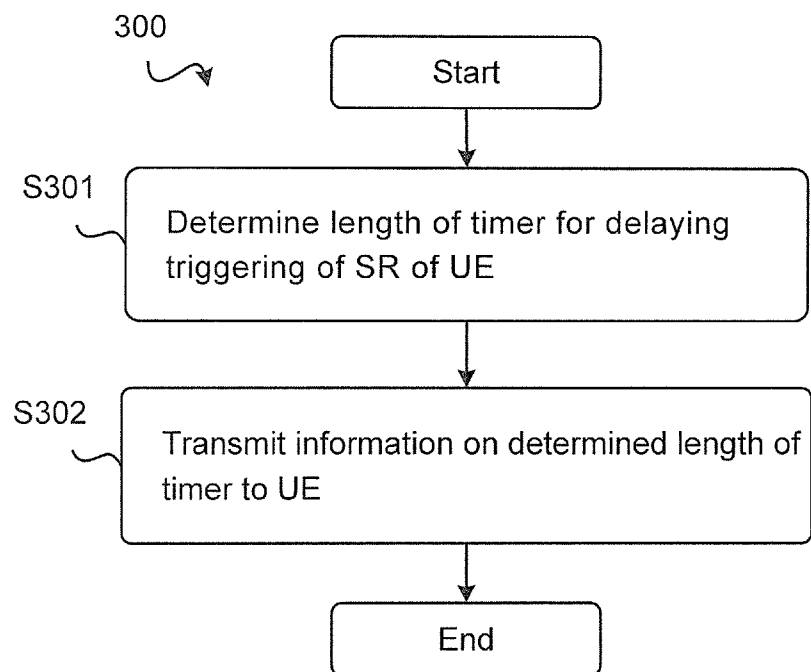 300
Start
S301
Determine length of timer for delaying
triggering of SR of UE
S302
Transmit information on determined length of
timer to UE
End